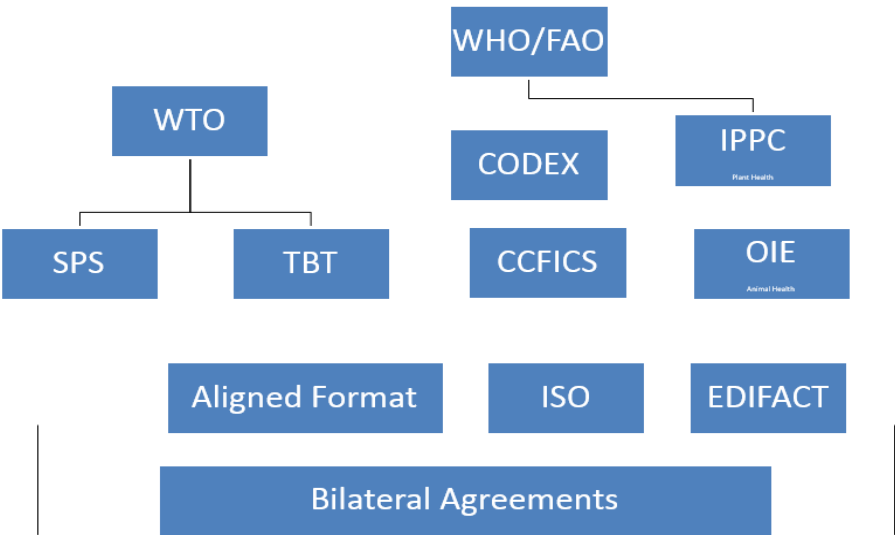 WHO/FAO
WTO
CODEX
IPPC
Plant Health
SPS
TBT
CCFICS
OIE
Animal Health
Aligned Format
ISO
EDIFACT
Bilateral Agreements